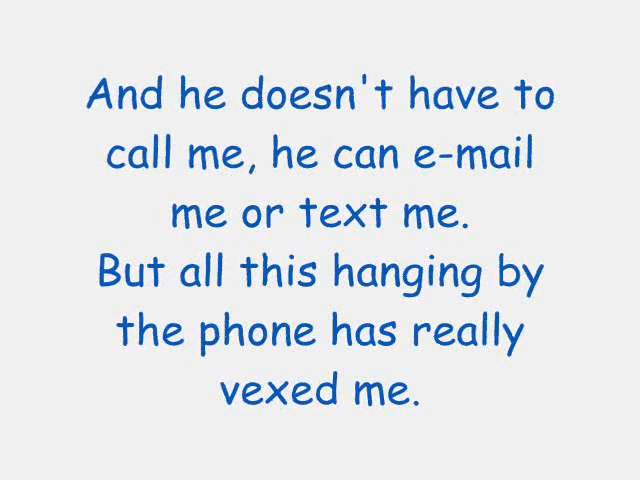 And he doesn't have to
call me, he can e-mail
me or text me.
But all this hanging by
the phone has really
vexed me.